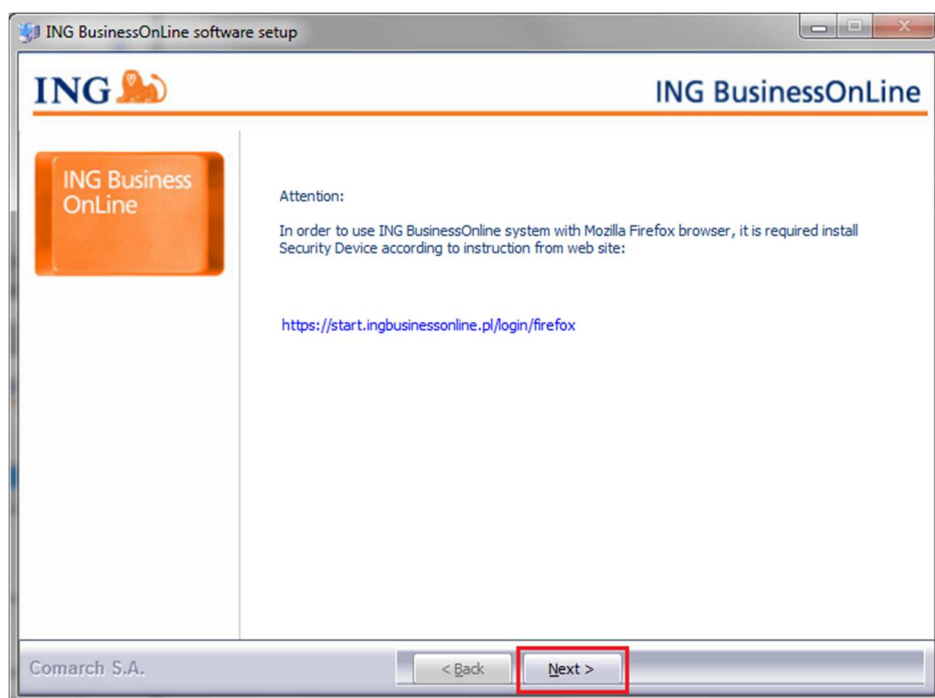 ING BusinessOnLine software setup
ING
ING BusinessOnLine
ING Business
OnLine
Attention:
In order to use ING BusinessOnline system with Mozilla Firefox browser, it is required install
Security Device according to instruction from web site:
https://start.ingbusinessonline.pl/login/firefox
Comarch S.A.
< Back
Next >